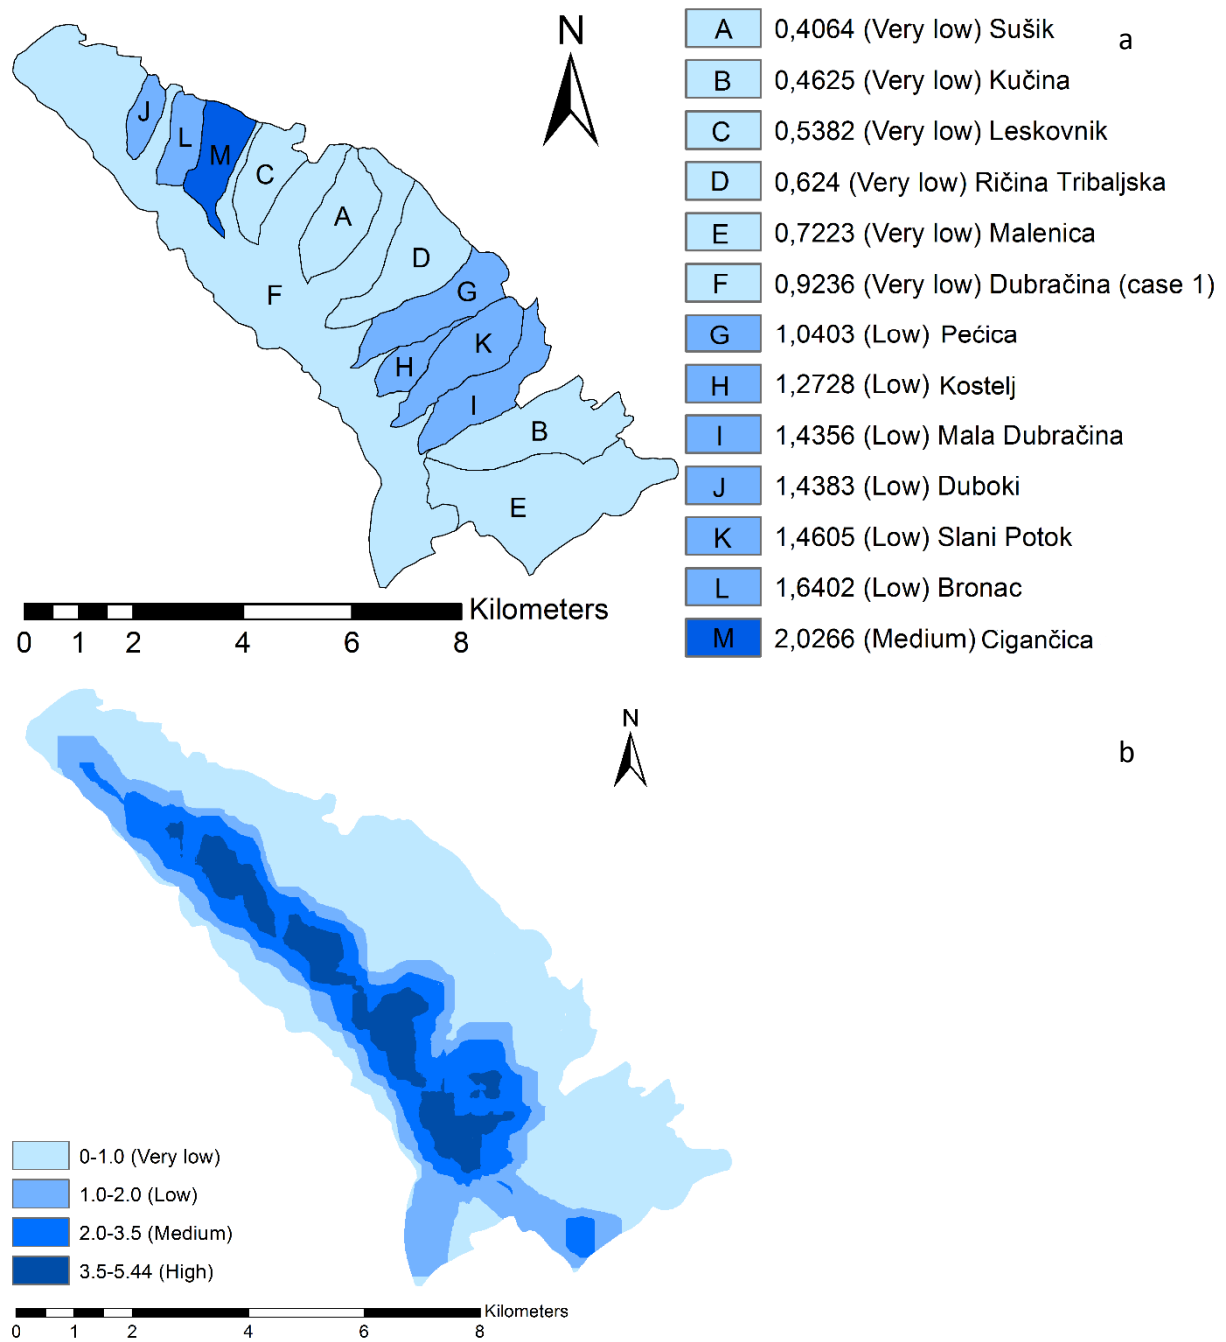 N
a
A 0,4064 (Very low) Sušik
B 0,4625 (Very low) Kučina
C 0,5382 (Very low) Leskovnik
D 0,624 (Very low) Ričina Tribaljska
E 0,7223 (Very low) Malenica
F 0,9236 (Very low) Dubračina (case 1)
G 1,0403 (Low) Pećica
H 1,2728 (Low) Kostelj
I 1,4356 (Low) Mala Dubračina
J 1,4383 (Low) Duboki
K 1,4605 (Low) Slani Potok
L 1,6402 (Low) Bronac
M 2,0266 (Medium) Cigančica
J
L
M
C
A
D
F
G
K
H
I
B
E
Kilometers
0 1 2 4 6 8
N
b
0-1.0 (Very low)
1.0-2.0 (Low)
2.0-3.5 (Medium)
3.5-5.44 (High)
Kilometers
0 1 2 4 6 8